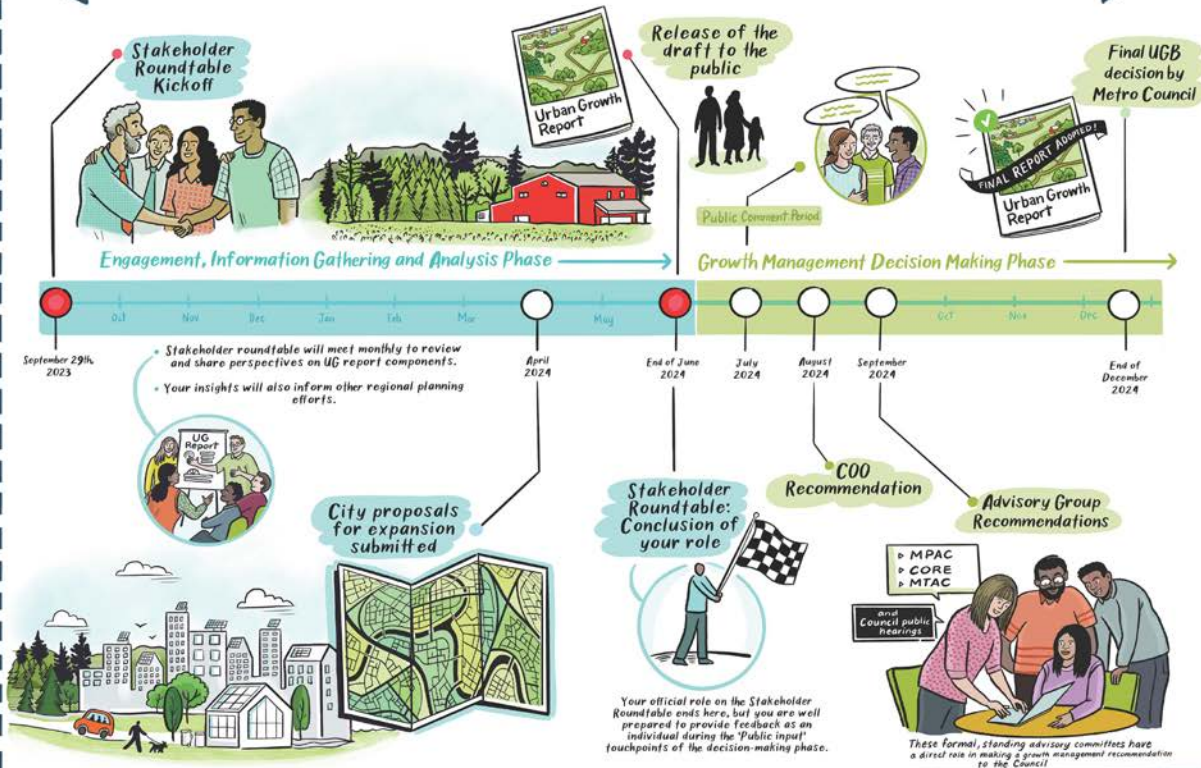 Stakeholder
Roundtable
Kickoff
Urban Growth
Report
Release of the
draft to the
public
Public Comment Period
FINAL REPORT ADOPTED!
Urban Growth
Report
Final UGB
decision by
Metro Council
Engagement, Information Gathering and Analysis Phase
Growth Management Decision Making Phase
Oct
Nov
Dec
Jan
Feb
Mar
May
Oct
Nov
Dec
September 29th,
2023
April
2024
End of June
2024
July
2024
August
2024
September
2024
End of
December
2024
• Stakeholder roundtable will meet monthly to review
and share perspectives on UG report components.
• Your insights will also inform other regional planning
efforts.
UG
Report
City proposals
for expansion
submitted
Stakeholder
Roundtable:
Conclusion of
your role
COO
Recommendation
Advisory Group
Recommendations
▹ MPAC
▹ CORE
▹ MTAC
and
Council public
hearings
Your official role on the Stakeholder
Roundtable ends here, but you are well
prepared to provide feedback as an
individual during the 'Public input'
touchpoints of the decision-making phase.
These formal, standing advisory committees have
a direct role in making a growth management recommendation
to the Council